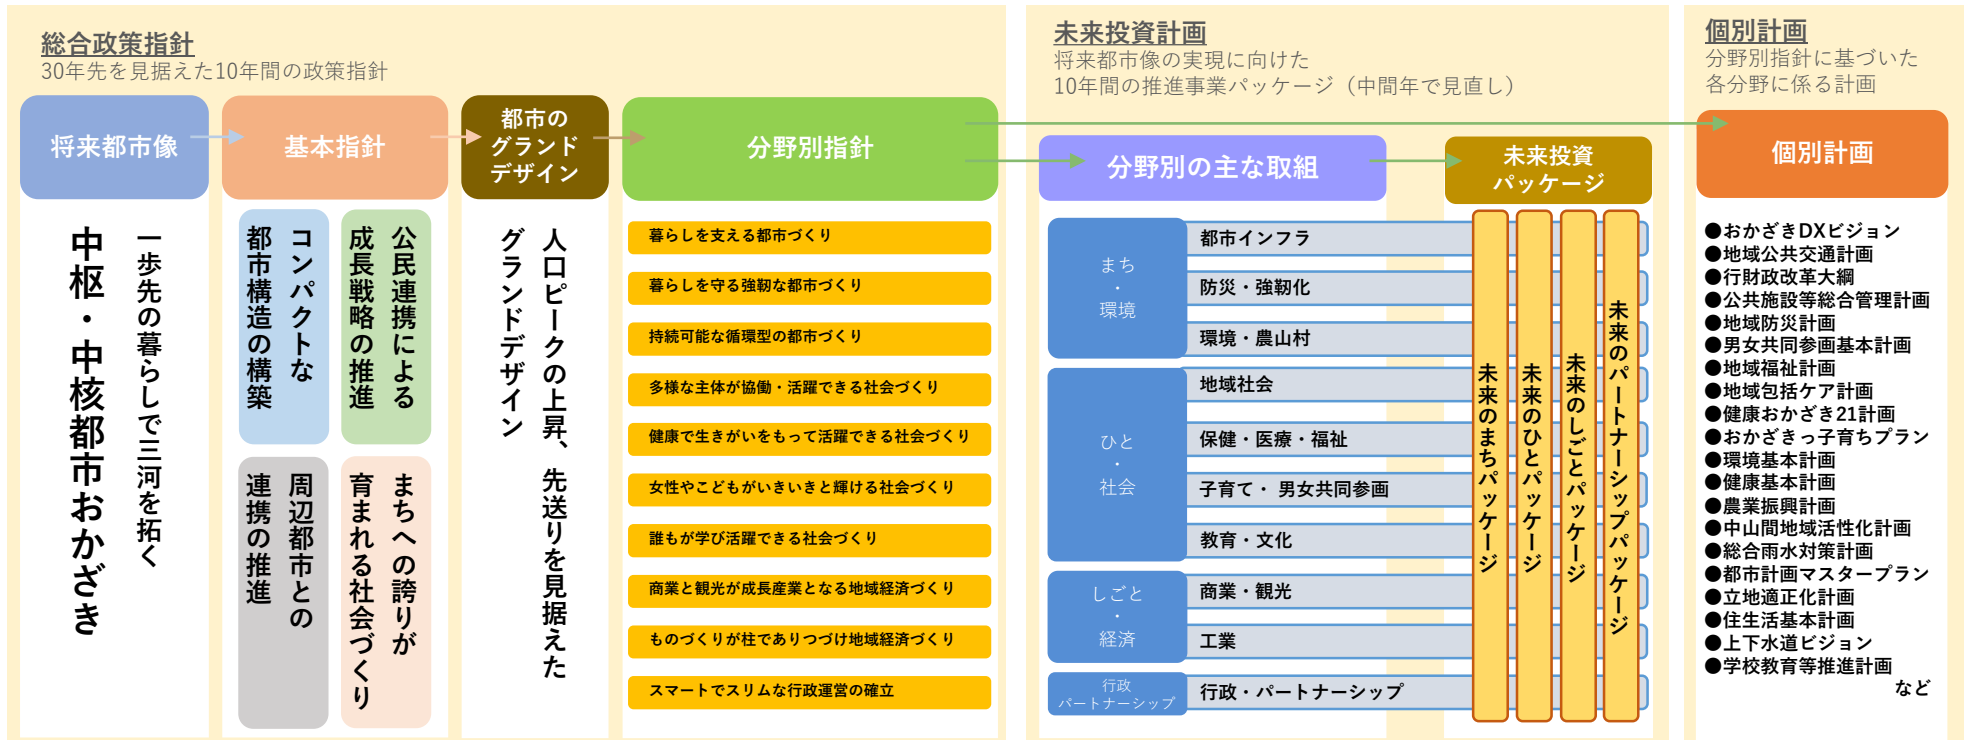 総合政策指針
30年先を見据えた10年間の政策指針
将来都市像
一歩先の暮らしで三河を拓く
中枢・中核都市おかざき
基本指針
公民連携による
成長戦略の推進
コンパクトな
都市構造の構築
まちへの誇りが
育まれる社会づくり
周辺都市との
連携の推進
都市の
グランド
デザイン
人口ピークの上昇、先送りを見据えた
グランドデザイン
分野別指針
暮らしを支える都市づくり
暮らしを守る強靭な都市づくり
持続可能な循環型の都市づくり
多様な主体が協働・活躍できる社会づくり
健康で生きがいをもって活躍できる社会づくり
女性やこどもがいきいきと輝ける社会づくり
誰もが学び活躍できる社会づくり
商業と観光が成長産業となる地域経済づくり
ものづくりが柱でありつづけ地域経済づくり
スマートでスリムな行政運営の確立
未来投資計画
将来都市像の実現に向けた
10年間の推進事業パッケージ（中間年で見直し）
分野別の主な取組
まち
・
環境
都市インフラ
防災・強靭化
環境・農山村
ひと
・
社会
地域社会
保健・医療・福祉
子育て・ 男女共同参画
教育・文化
しごと
・
経済
商業・観光
工業
行政
パートナーシップ
行政・パートナーシップ
未来投資
パッケージ
未来のまちパッケージ
未来のひとパッケージ
未来のしごとパッケージ
未来のパートナーシップパッケージ
個別計画
分野別指針に基づいた
各分野に係る計画
個別計画
●おかざきDXビジョン
●地域公共交通計画
●行財政改革大綱
●公共施設等総合管理計画
●地域防災計画
●男女共同参画基本計画
●地域福祉計画
●地域包括ケア計画
●健康おかざき21計画
●おかざきっ子育ちプラン
●環境基本計画
●健康基本計画
●農業振興計画
●中山間地域活性化計画
●総合雨水対策計画
●都市計画マスタープラン
●立地適正化計画
●住生活基本計画
●上下水道ビジョン
●学校教育等推進計画
など